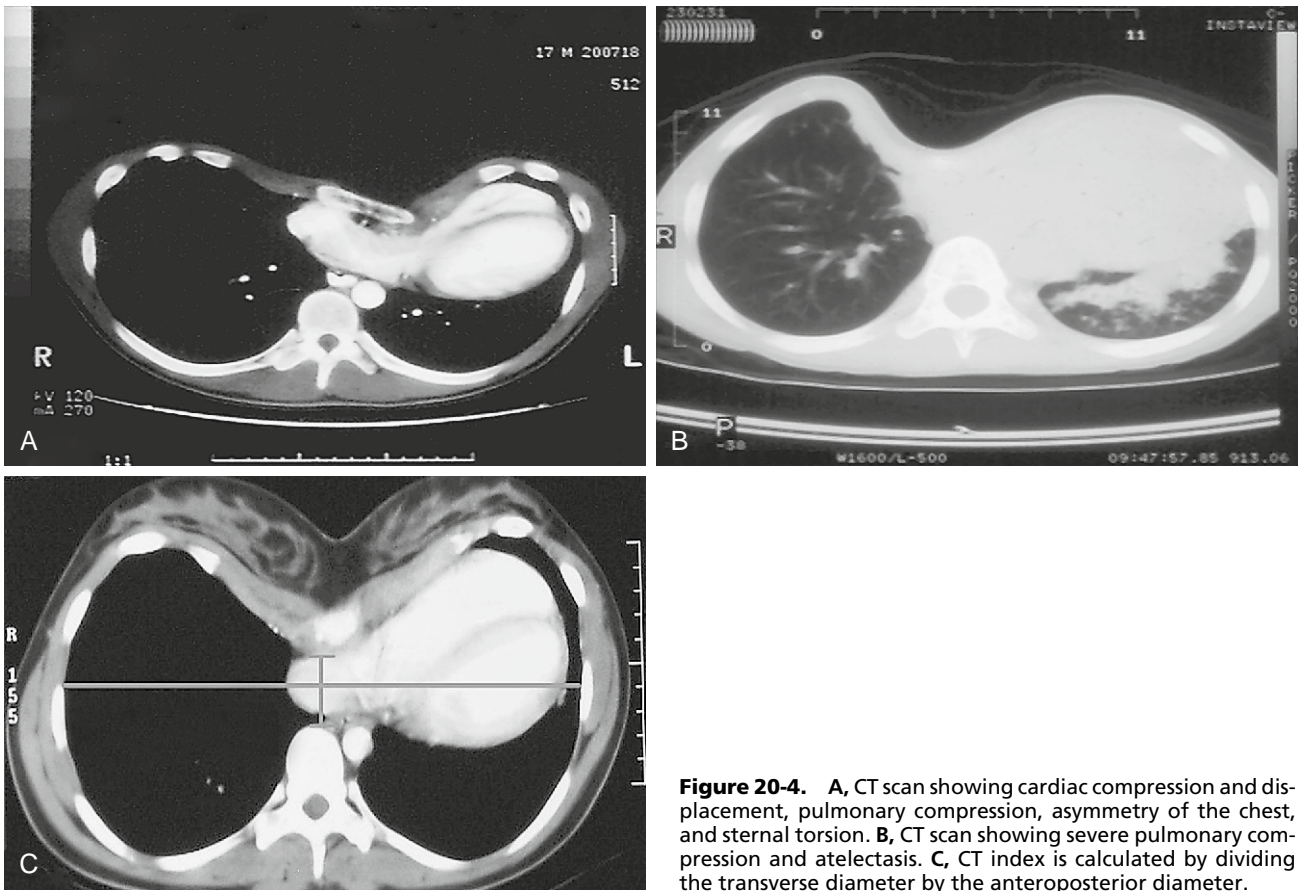 17 M 200718
512
R
L
kV 120
mA 270
A
1:1
230231
0
11
C-
INSTAVIEW
11
R
0
P
-38
B
W1600/L-500
09:47:57.85 913.06
R
1
5
5
C
Figure 20-4. A, CT scan showing cardiac compression and dis-
placement, pulmonary compression, asymmetry of the chest,
and sternal torsion. B, CT scan showing severe pulmonary com-
pression and atelectasis. C, CT index is calculated by dividing
the transverse diameter by the anteroposterior diameter.